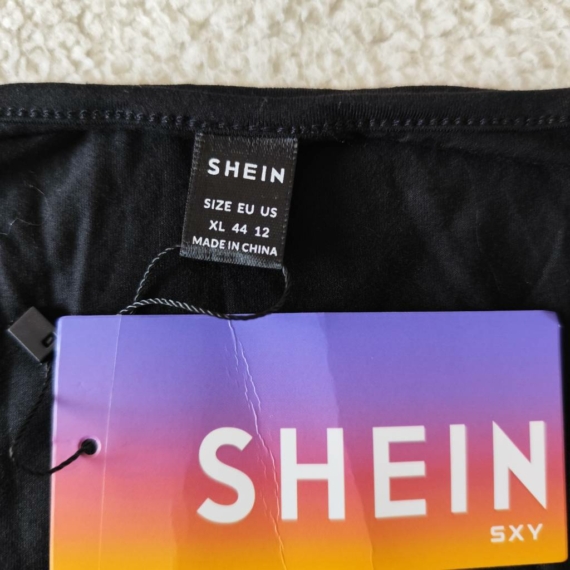 SHEIN
SIZE EU US
XL 44 12
MADE IN CHINA
SHEIN
SXY